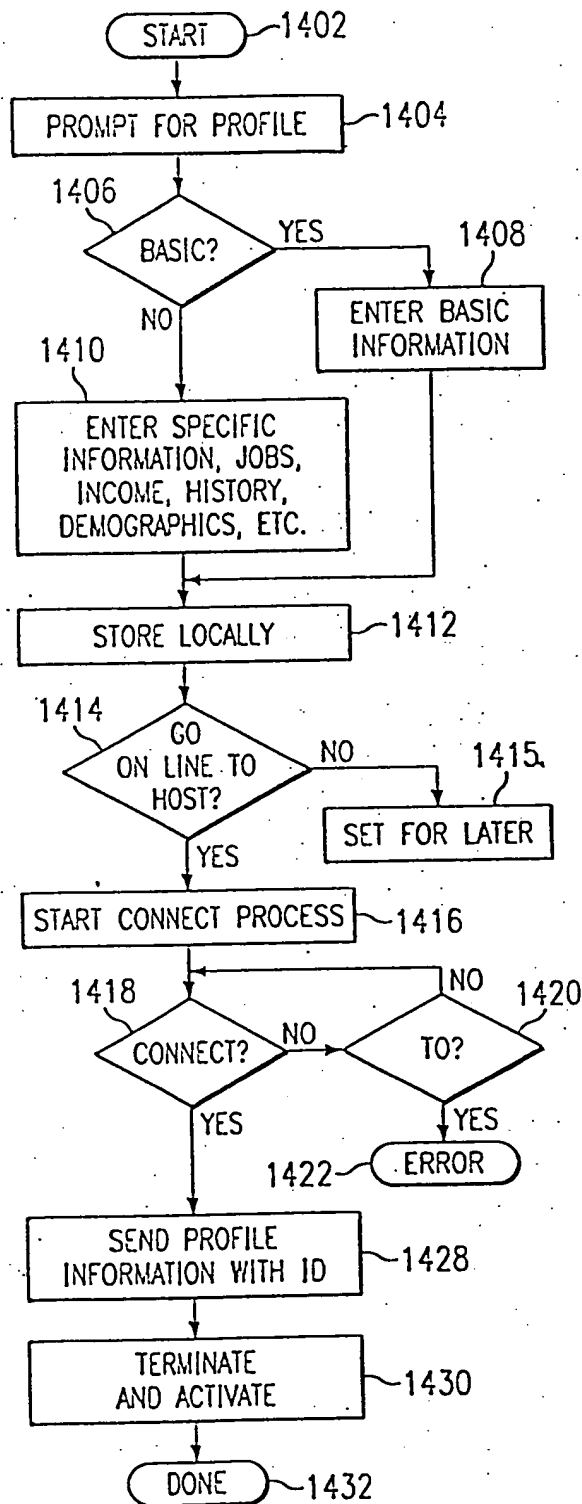 START
1402
PROMPT FOR PROFILE
1404
1406
BASIC?
YES
1408
NO
ENTER BASIC
INFORMATION
1410
ENTER SPECIFIC
INFORMATION, JOBS,
INCOME, HISTORY,
DEMOGRAPHICS, ETC.
STORE LOCALLY
1412
1414
GO
ON LINE TO
HOST?
NO
1415
YES
SET FOR LATER
START CONNECT PROCESS
1416
NO
1418
1420
CONNECT?
NO
TO?
YES
YES
1422
ERROR
SEND PROFILE
INFORMATION WITH ID
1428
TERMINATE
AND ACTIVATE
1430
DONE
1432